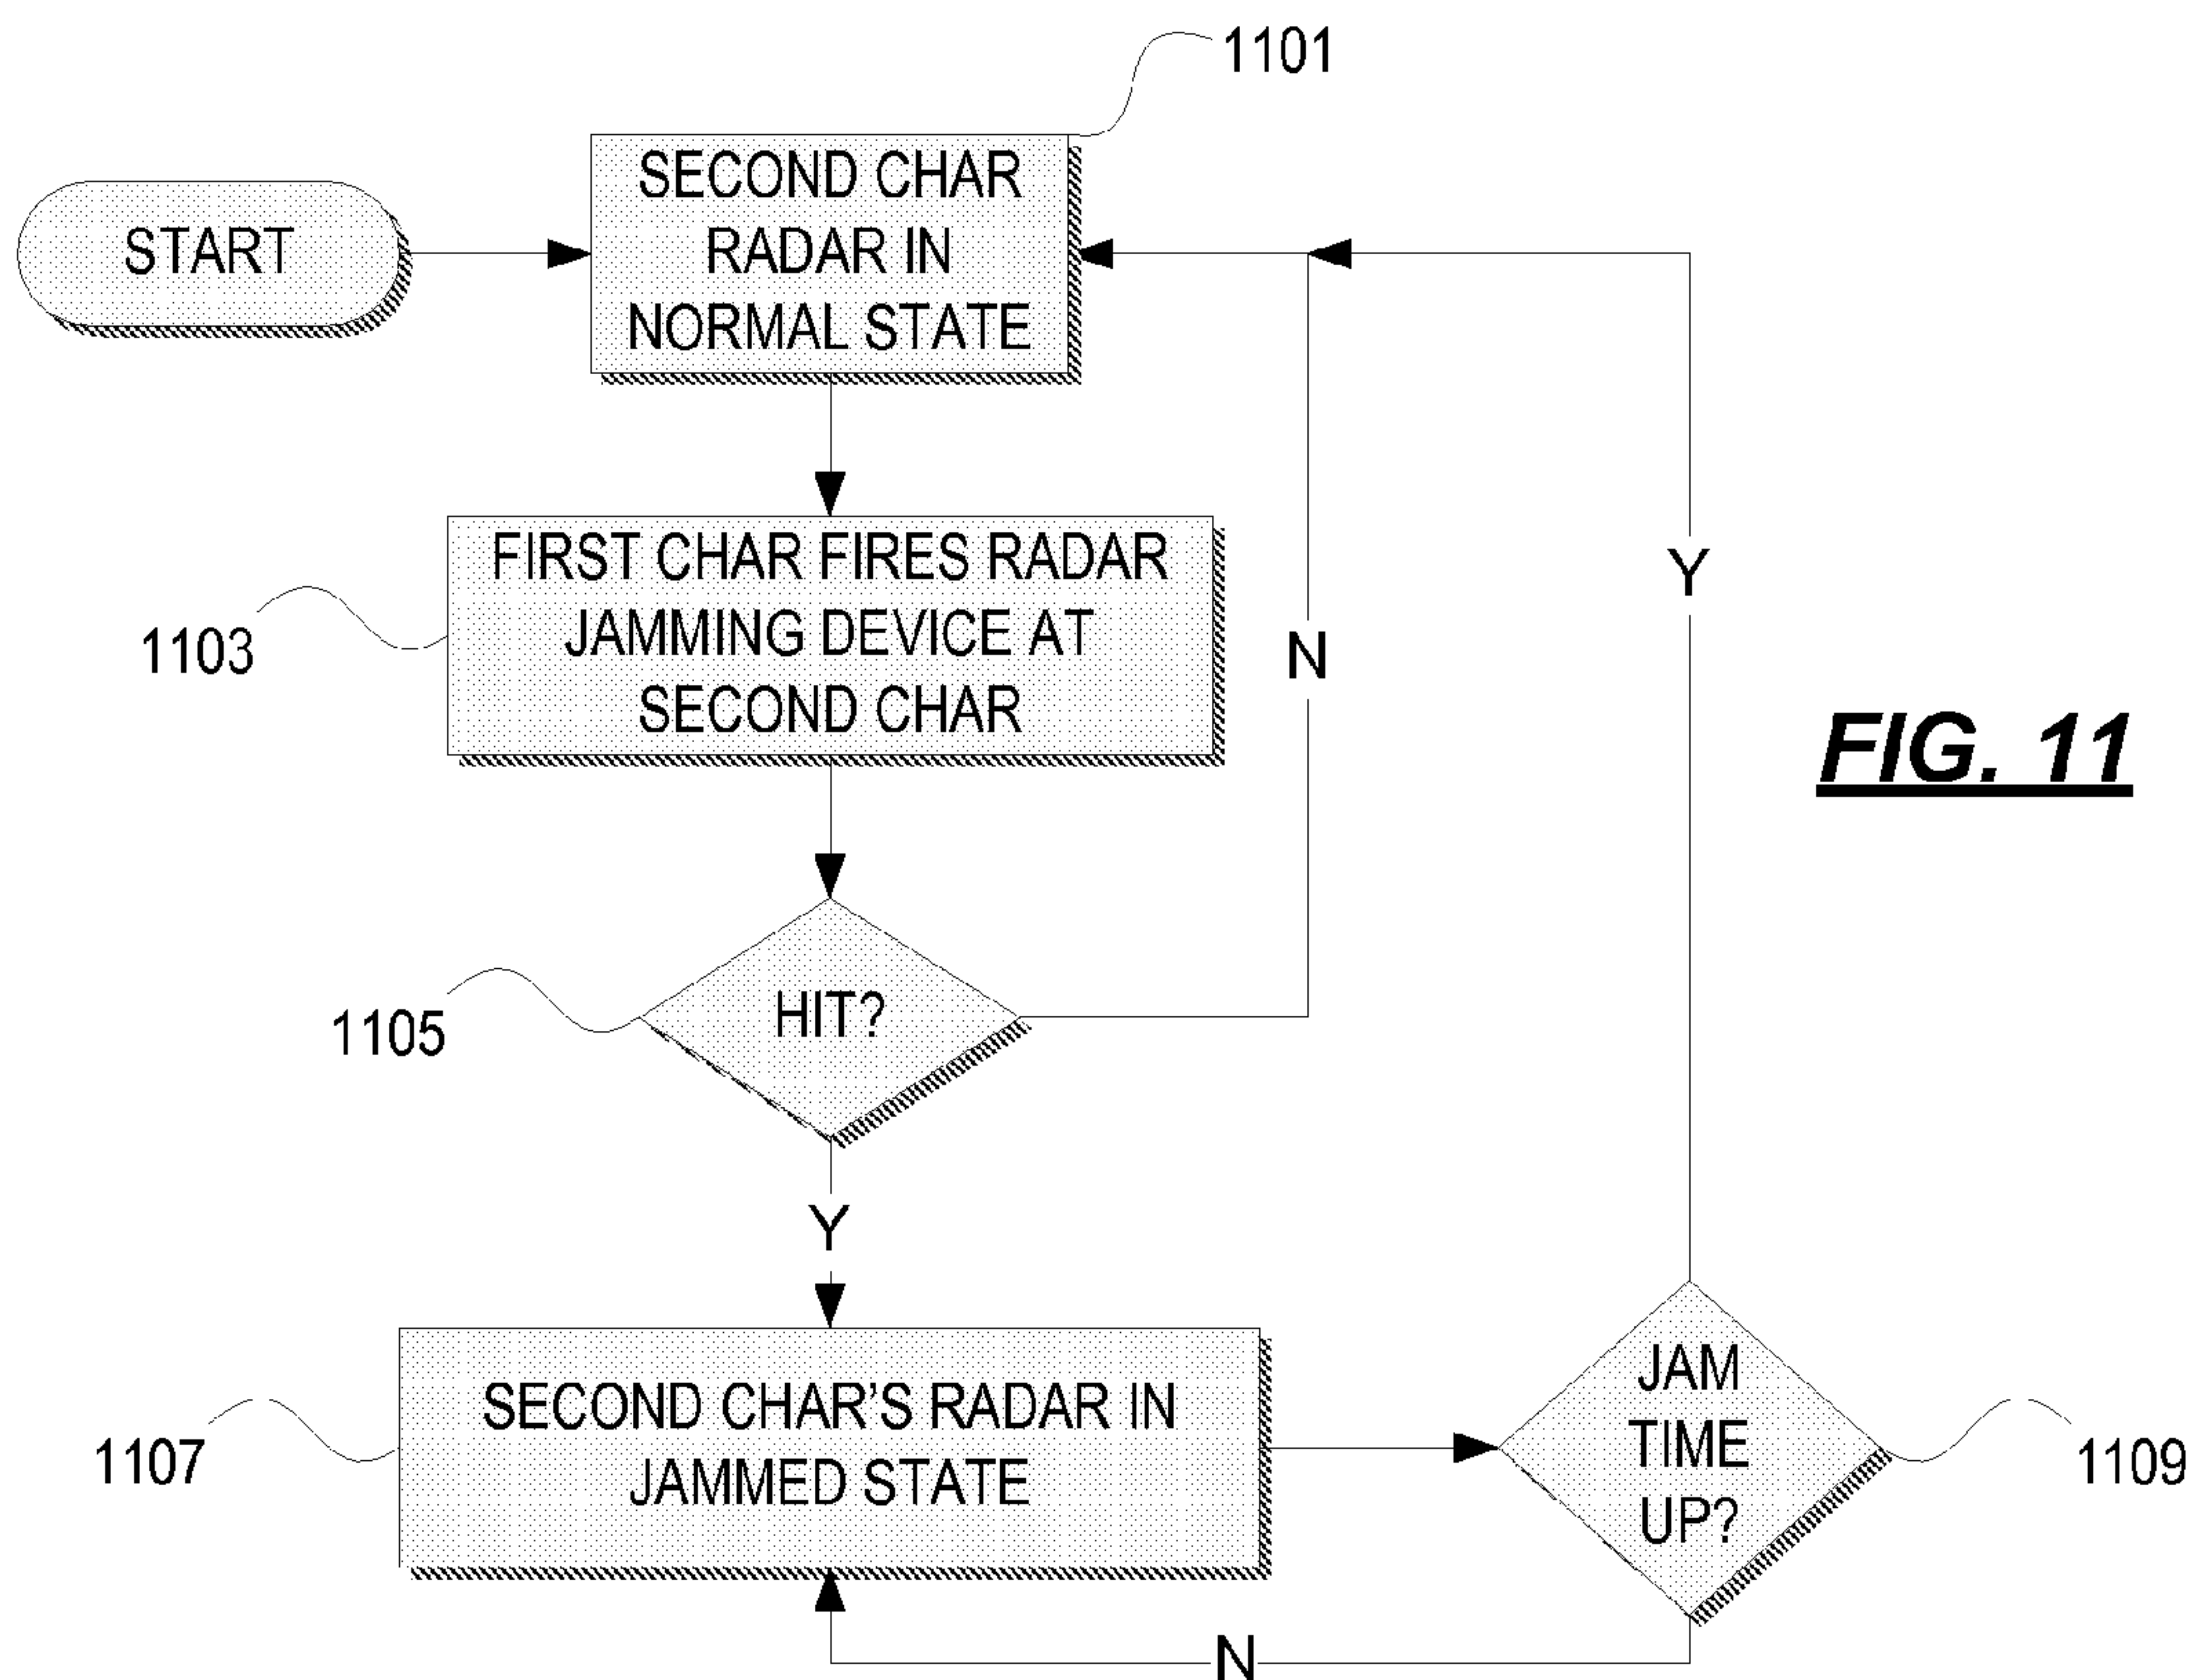 1101
SECOND CHAR
RADAR IN
NORMAL STATE
START
FIRST CHAR FIRES RADAR
JAMMING DEVICE AT
SECOND CHAR
1103
N
Y
FIG. 11
HIT?
1105
Y
SECOND CHAR'S RADAR IN
JAMMED STATE
1107
JAM
TIME
UP?
1109
N